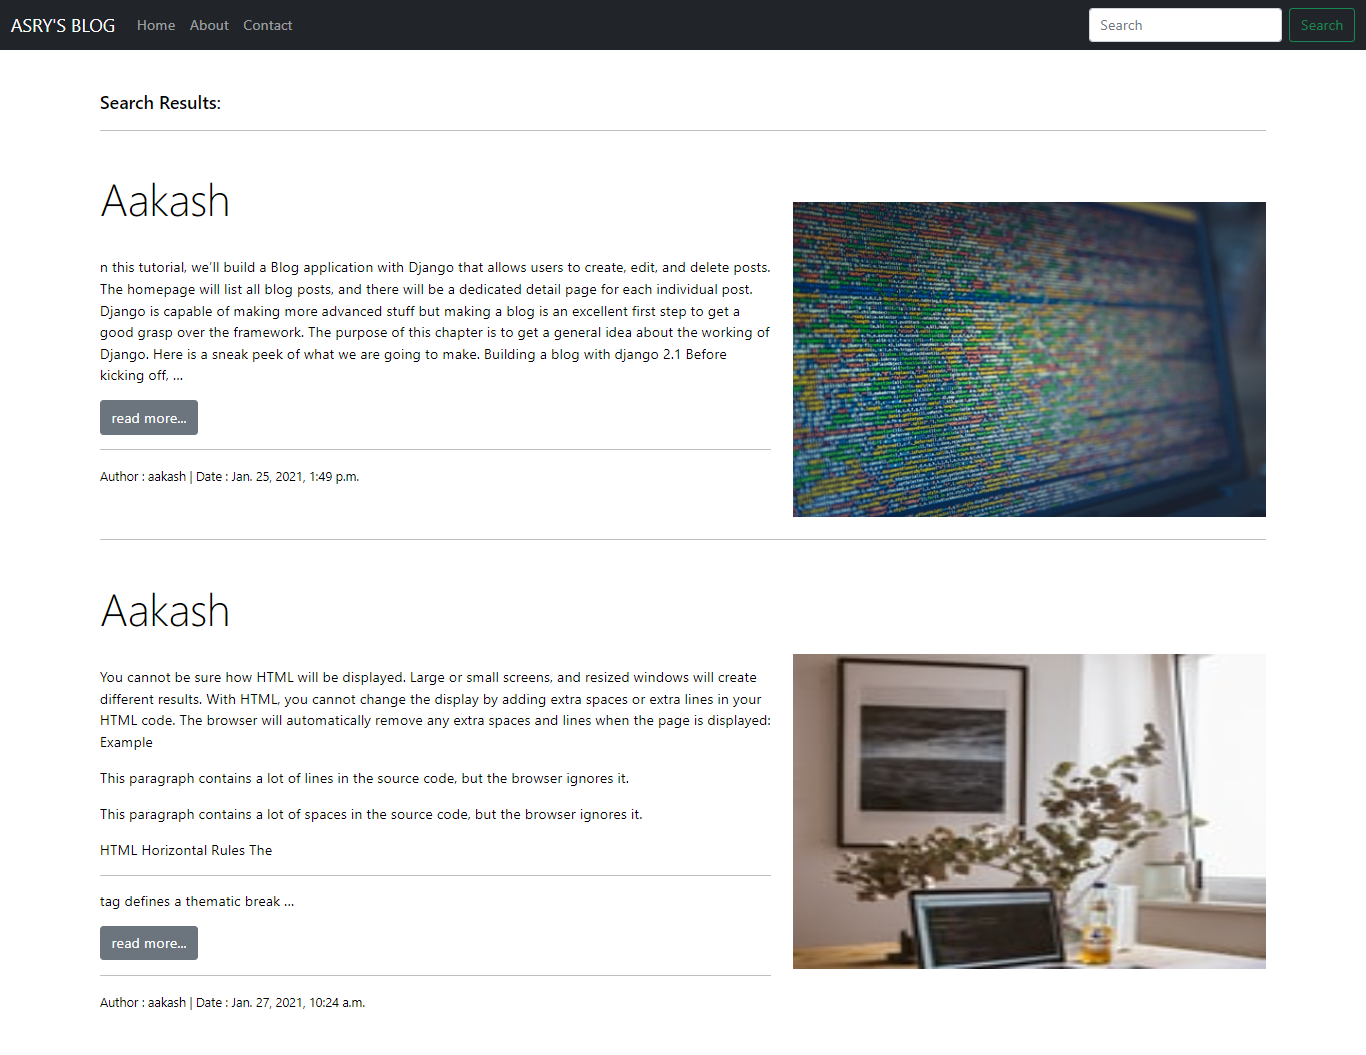 ASRY'S BLOG Home About Contact Search Search
Search Results:
Aakash
n this tutorial, we'll build a Blog application with Django that allows users to create, edit, and delete posts.
The homepage will list all blog posts, and there will be a dedicated detail page for each individual post.
Django is capable of making more advanced stuff but making a blog is an excellent first step to get a
good grasp over the framework. The purpose of this chapter is to get a general idea about the working of
Django. Here is a sneak peek of what we are going to make. Building a blog with django 2.1 Before
kicking off, ...
read more...
Author : aakash | Date : Jan. 25, 2021, 1:49 p.m.
Aakash
You cannot be sure how HTML will be displayed. Large or small screens, and resized windows will create
different results. With HTML, you cannot change the display by adding extra spaces or extra lines in your
HTML code. The browser will automatically remove any extra spaces and lines when the page is displayed:
Example
This paragraph contains a lot of lines in the source code, but the browser ignores it.
This paragraph contains a lot of spaces in the source code, but the browser ignores it.
HTML Horizontal Rules The
tag defines a thematic break ...
read more...
Author : aakash | Date : Jan. 27, 2021, 10:24 a.m.